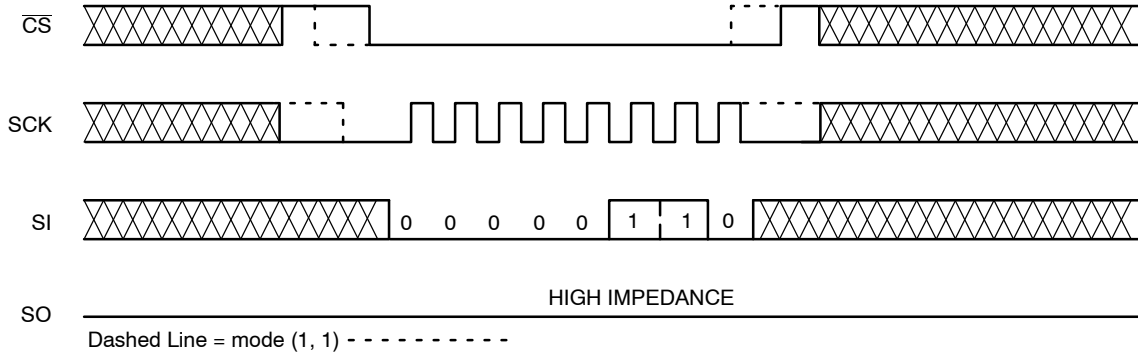 CS
SCK
SI 0 0 0 0 0 1 1 0
HIGH IMPEDANCE
SO
Dashed Line = mode (1, 1)